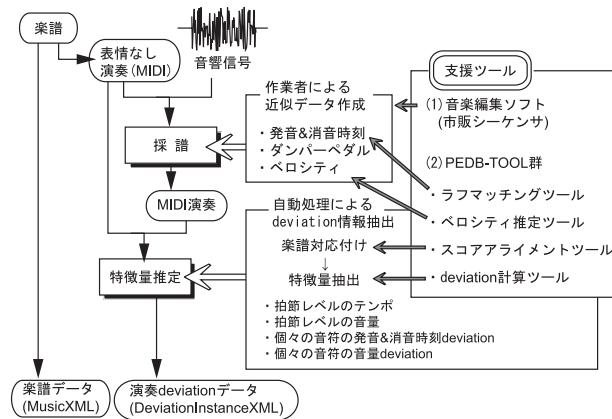 楽譜
表情なし
演奏(MIDI)
音響信号
採 譜
MIDI演奏
特徴量推定
楽譜データ
(MusicXML)
演奏deviationデータ
(DeviationInstanceXML)
作業者による
近似データ作成
・発音&消音時刻
・ダンパーペダル
・ベロシティ
自動処理による
deviation情報抽出
楽譜対応付け
↓
特徴量抽出
・拍節レベルのテンポ
・拍節レベルの音量
・個々の音符の発音&消音時刻deviation
・個々の音符の音量deviation
支援ツール
(1)音楽編集ソフト
(市販シーケンサ)
(2)PEDB-TOOL群
・ラフマッチングツール
・ベロシティ推定ツール
・スコアアライメントツール
・deviation計算ツール